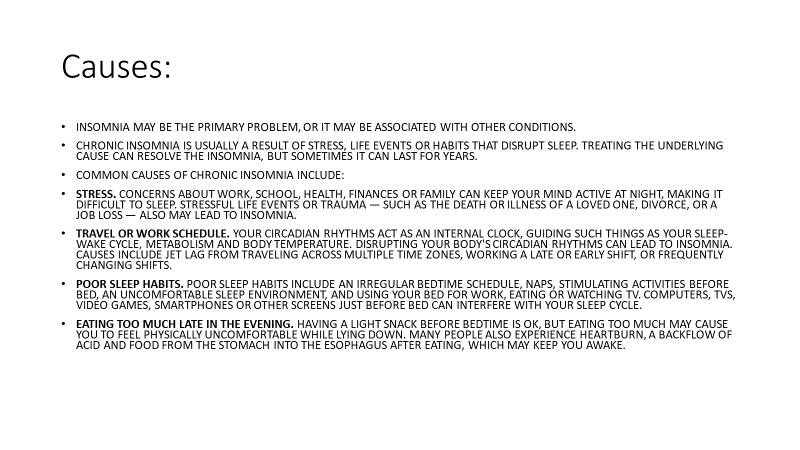 Causes:
• INSOMNIA MAY BE THE PRIMARY PROBLEM, OR IT MAY BE ASSOCIATED WITH OTHER CONDITIONS.
• CHRONIC INSOMNIA IS USUALLY A RESULT OF STRESS, LIFE EVENTS OR HABITS THAT DISRUPT SLEEP. TREATING THE UNDERLYING
CAUSE CAN RESOLVE THE INSOMNIA, BUT SOMETIMES IT CAN LAST FOR YEARS.
• COMMON CAUSES OF CHRONIC INSOMNIA INCLUDE:
• STRESS. CONCERNS ABOUT WORK, SCHOOL, HEALTH, FINANCES OR FAMILY CAN KEEP YOUR MIND ACTIVE AT NIGHT, MAKING IT
DIFFICULT TO SLEEP. STRESSFUL LIFE EVENTS OR TRAUMA — SUCH AS THE DEATH OR ILLNESS OF A LOVED ONE, DIVORCE, OR A
JOB LOSS — ALSO MAY LEAD TO INSOMNIA.
• TRAVEL OR WORK SCHEDULE. YOUR CIRCADIAN RHYTHMS ACT AS AN INTERNAL CLOCK, GUIDING SUCH THINGS AS YOUR SLEEP-
WAKE CYCLE, METABOLISM AND BODY TEMPERATURE. DISRUPTING YOUR BODY'S CIRCADIAN RHYTHMS CAN LEAD TO INSOMNIA.
CAUSES INCLUDE JET LAG FROM TRAVELING ACROSS MULTIPLE TIME ZONES, WORKING A LATE OR EARLY SHIFT, OR FREQUENTLY
CHANGING SHIFTS.
• POOR SLEEP HABITS. POOR SLEEP HABITS INCLUDE AN IRREGULAR BEDTIME SCHEDULE, NAPS, STIMULATING ACTIVITIES BEFORE
BED, AN UNCOMFORTABLE SLEEP ENVIRONMENT, AND USING YOUR BED FOR WORK, EATING OR WATCHING TV. COMPUTERS, TVS,
VIDEO GAMES, SMARTPHONES OR OTHER SCREENS JUST BEFORE BED CAN INTERFERE WITH YOUR SLEEP CYCLE.
• EATING TOO MUCH LATE IN THE EVENING. HAVING A LIGHT SNACK BEFORE BEDTIME IS OK, BUT EATING TOO MUCH MAY CAUSE
YOU TO FEEL PHYSICALLY UNCOMFORTABLE WHILE LYING DOWN. MANY PEOPLE ALSO EXPERIENCE HEARTBURN, A BACKFLOW OF
ACID AND FOOD FROM THE STOMACH INTO THE ESOPHAGUS AFTER EATING, WHICH MAY KEEP YOU AWAKE.